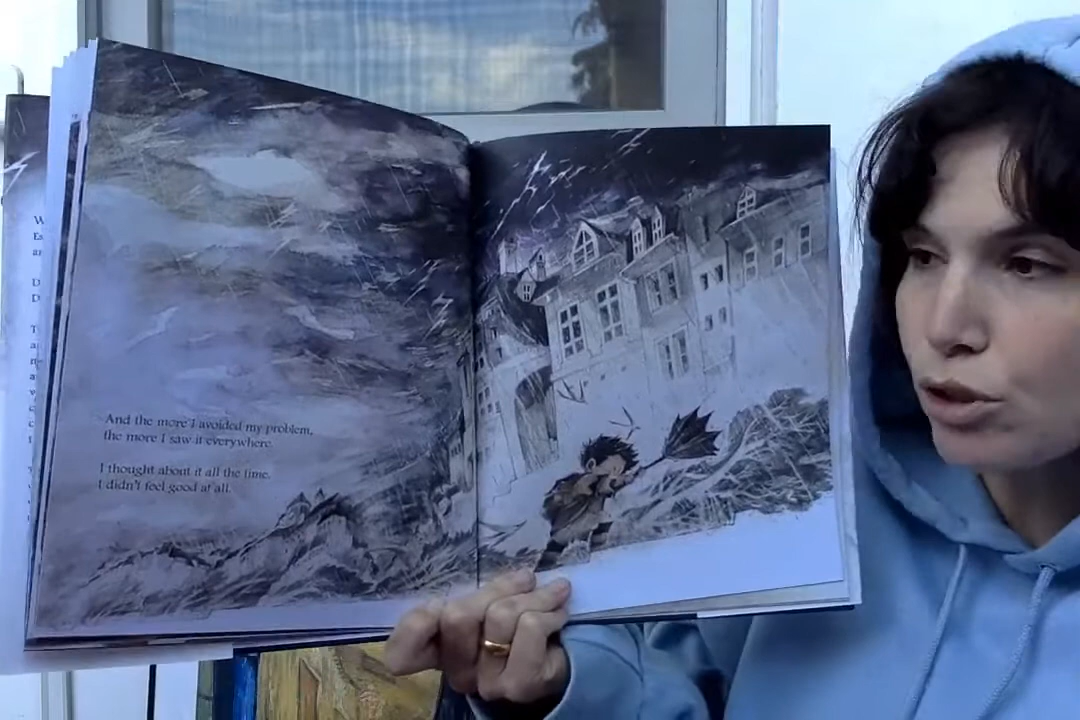 And the more I avoided my problem,
the more I saw it everywhere.
I thought about it all the time.
I didn't feel good at all.